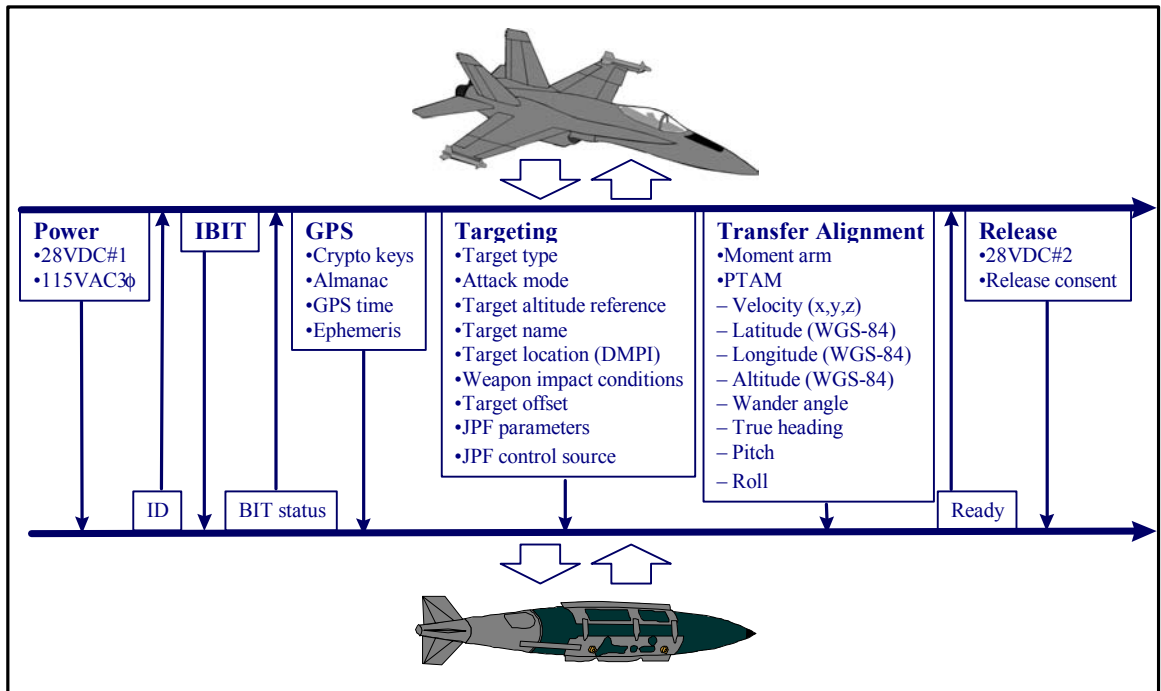 Power
•28VDC#1
•115VAC3ϕ
ID
IBIT
BIT status
GPS
•Crypto keys
•Almanac
•GPS time
•Ephemeris
Targeting
•Target type
•Attack mode
•Target altitude reference
•Target name
•Target location (DMPI)
•Weapon impact conditions
•Target offset
•JPF parameters
•JPF control source
Transfer Alignment
•Moment arm
•PTAM
– Velocity (x,y,z)
– Latitude (WGS-84)
– Longitude (WGS-84)
– Altitude (WGS-84)
– Wander angle
– True heading
– Pitch
– Roll
Ready
Release
•28VDC#2
•Release consent